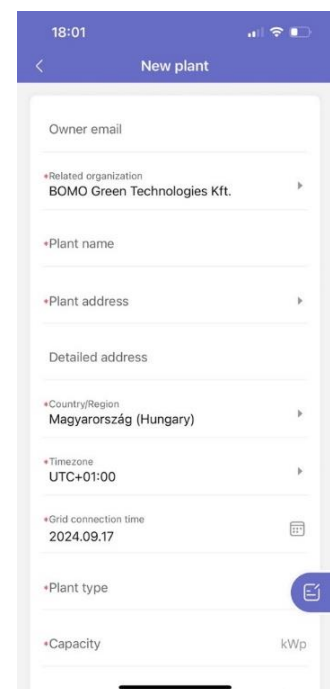 18:01
New plant
Owner email
*Related organization
BOMO Green Technologies Kft.
*Plant name
*Plant address
Detailed address
*Country/Region
Magyarország (Hungary)
*Timezone
UTC+01:00
*Grid connection time
2024.09.17
*Plant type
*Capacity kWp